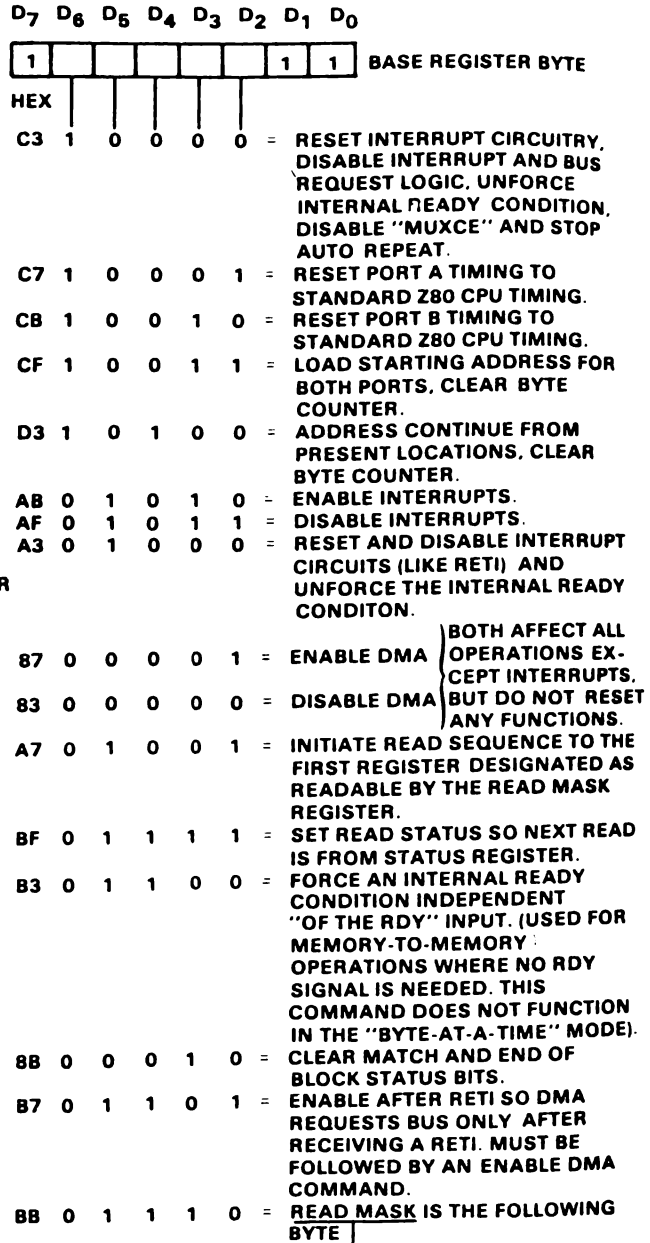 D7 D6 D5 D4 D3 D2 D1 D0
1 1 1 BASE REGISTER BYTE
HEX
C3 1 0 0 0 0 = RESET INTERRUPT CIRCUITRY,
DISABLE INTERRUPT AND BUS
REQUEST LOGIC, UNFORCE
INTERNAL READY CONDITION,
DISABLE "MUXCE" AND STOP
AUTO REPEAT.
C7 1 0 0 0 1 = RESET PORT A TIMING TO
STANDARD Z80 CPU TIMING.
CB 1 0 0 1 0 = RESET PORT B TIMING TO
STANDARD Z80 CPU TIMING.
CF 1 0 0 1 1 = LOAD STARTING ADDRESS FOR
BOTH PORTS, CLEAR BYTE
COUNTER.
D3 1 0 1 0 0 = ADDRESS CONTINUE FROM
PRESENT LOCATIONS, CLEAR
BYTE COUNTER.
AB 0 1 0 1 0 = ENABLE INTERRUPTS.
AF 0 1 0 1 1 = DISABLE INTERRUPTS.
A3 0 1 0 0 0 = RESET AND DISABLE INTERRUPT
CIRCUITS (LIKE RETI) AND
UNFORCE THE INTERNAL READY
CONDITON.
R
87 0 0 0 0 1 = ENABLE DMA
83 0 0 0 0 0 = DISABLE DMA
BOTH AFFECT ALL
OPERATIONS EX-
CEPT INTERRUPTS,
BUT DO NOT RESET
ANY FUNCTIONS.
A7 0 1 0 0 1 = INITIATE READ SEQUENCE TO THE
FIRST REGISTER DESIGNATED AS
READABLE BY THE READ MASK
REGISTER.
BF 0 1 1 1 1 = SET READ STATUS SO NEXT READ
IS FROM STATUS REGISTER.
B3 0 1 1 0 0 = FORCE AN INTERNAL READY
CONDITION INDEPENDENT
"OF THE RDY" INPUT. (USED FOR
MEMORY-TO-MEMORY
OPERATIONS WHERE NO RDY
SIGNAL IS NEEDED. THIS
COMMAND DOES NOT FUNCTION
IN THE "BYTE-AT-A-TIME" MODE).
8B 0 0 0 1 0 = CLEAR MATCH AND END OF
BLOCK STATUS BITS.
B7 0 1 1 0 1 = ENABLE AFTER RETI SO DMA
REQUESTS BUS ONLY AFTER
RECEIVING A RETI. MUST BE
FOLLOWED BY AN ENABLE DMA
COMMAND.
BB 0 1 1 1 0 = READ MASK IS THE FOLLOWING
BYTE